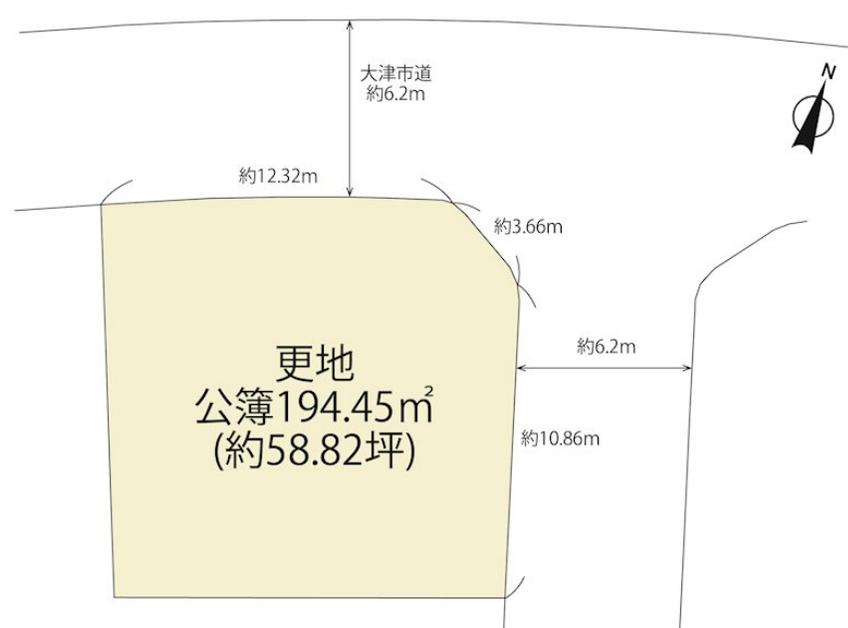 N
大津市道
約6.2m
約12.32m
約3.66m
約6.2m
更地
公簿194.45㎡
(約58.82坪)
約10.86m